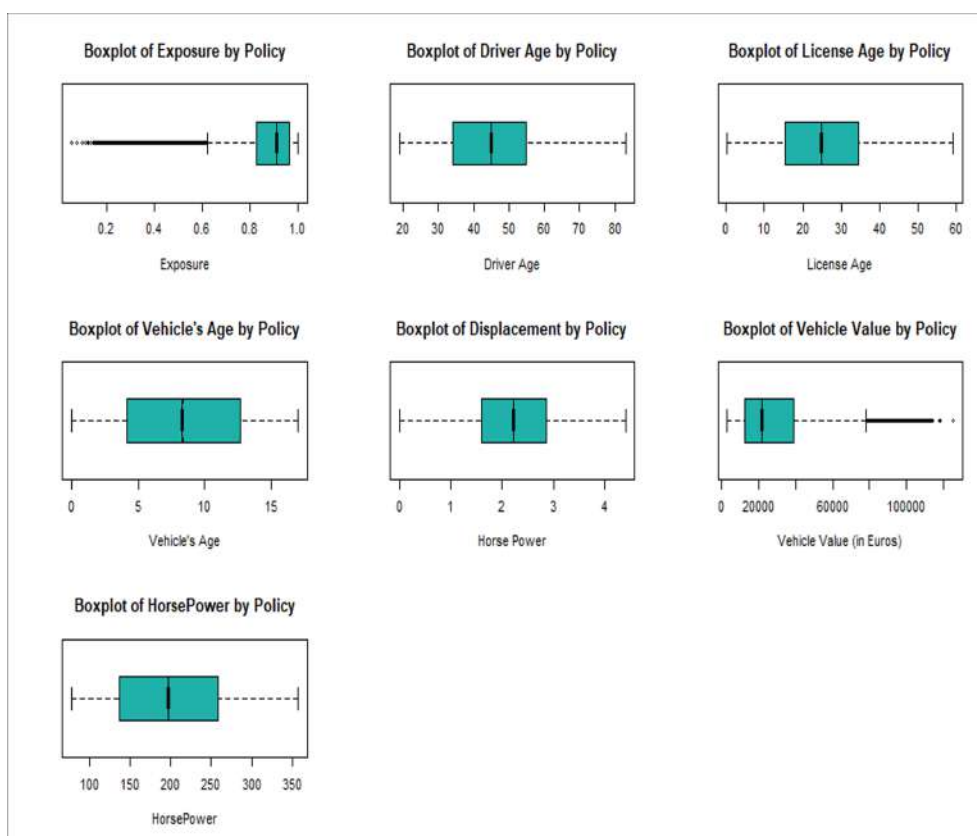 Boxplot of Exposure by Policy
0.2 0.4 0.6 0.8 1.0
Exposure
Boxplot of Driver Age by Policy
20 30 40 50 60 70 80
Driver Age
Boxplot of License Age by Policy
0 10 20 30 40 50 60
License Age
Boxplot of Vehicle's Age by Policy
0 5 10 15
Vehicle's Age
Boxplot of Displacement by Policy
0 1 2 3 4
Horse Power
Boxplot of Vehicle Value by Policy
0 20000 60000 100000
Vehicle Value (in Euros)
Boxplot of HorsePower by Policy
100 150 200 250 300 350
HorsePower